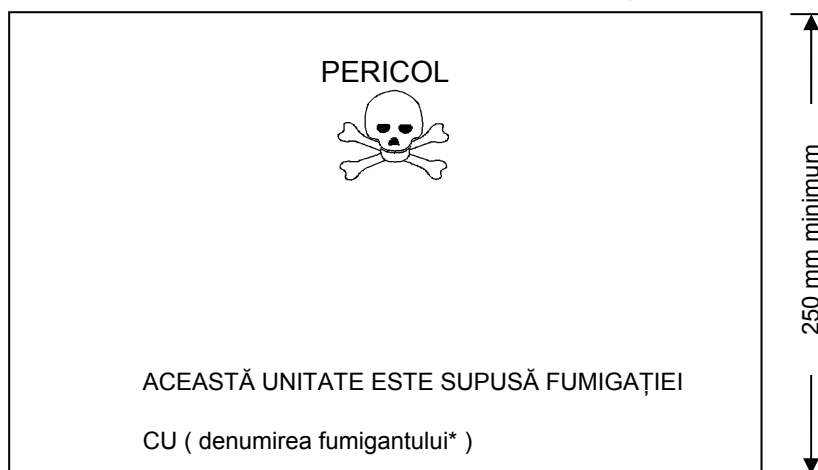 PERICOL
ACEASTĂ UNITATE ESTE SUPUSĂ FUMIGAȚIEI
CU ( denumirea fumigantului* )
250 mm minimum